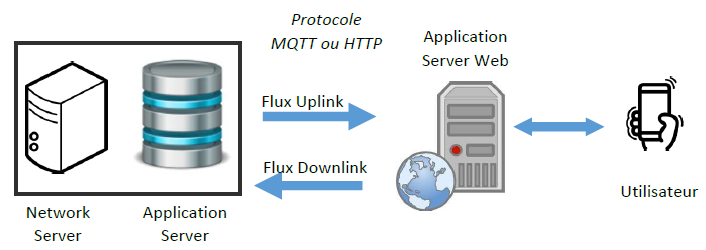 Protocole
MQTT ou HTTP
Application
Server Web
Flux Uplink
Flux Downlink
Utilisateur
Network
Server
Application
Server